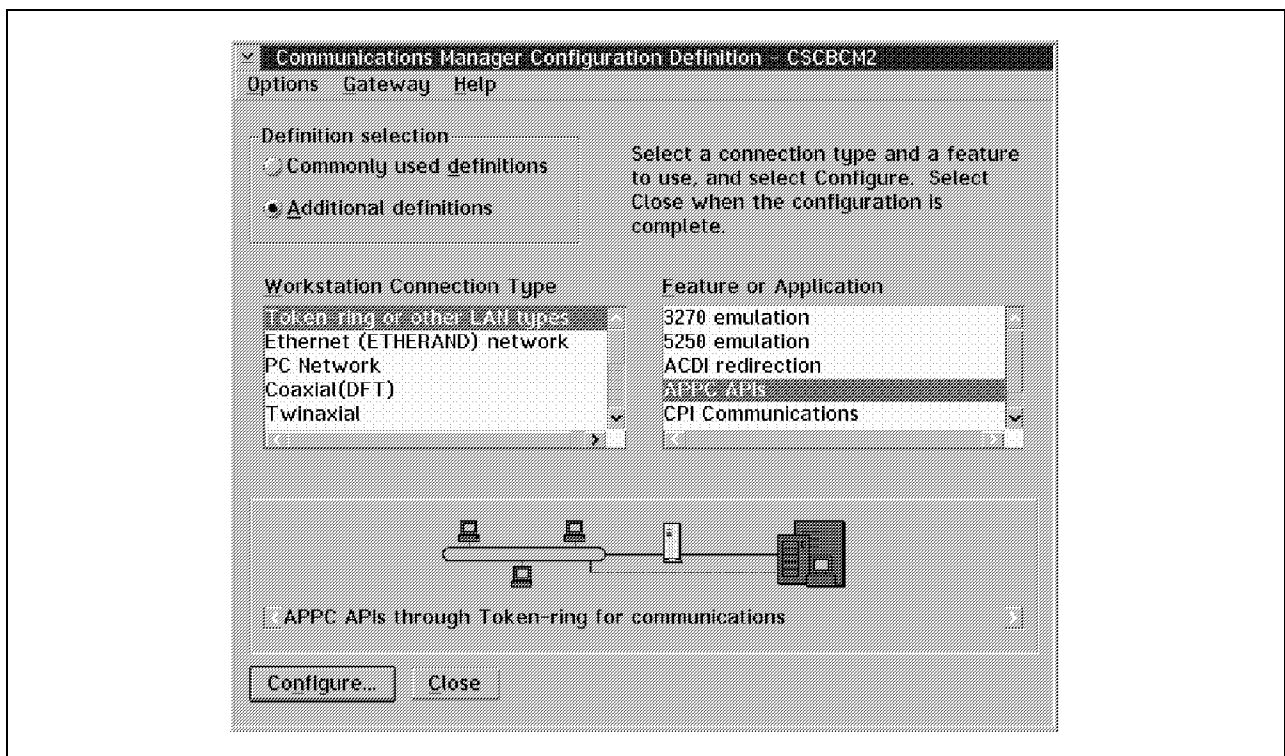 Communications Manager Configuration Definition - CSCBCM2
Options Gateway Help
Definition selection
Commonly used definitions
Additional definitions
Select a connection type and a feature
to use, and select Configure. Select
Close when the configuration is
complete.
Workstation Connection Type
Token-ring or other LAN types
Ethernet (ETHERAND) network
PC Network
Coaxial(DFT)
Twinaxial
Feature or Application
3270 emulation
5250 emulation
ACDI redirection
APPC APIs
CPI Communications
APPC APIs through Token-ring for communications
Configure... Close